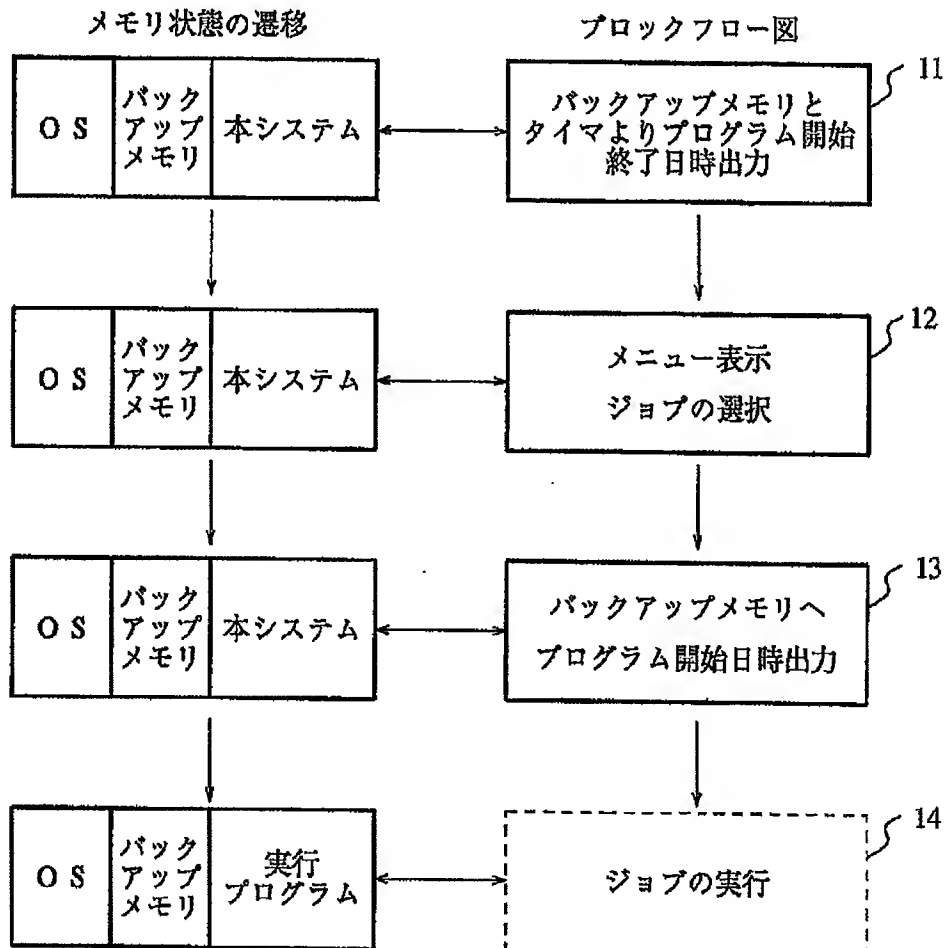 メモリ状態の遷移
ブロックフロー図
O S
バック
アップ
メモリ
本システム
バックアップメモリと
タイマよりプログラム開始
終了日時出力
11
O S
バック
アップ
メモリ
本システム
メニュー表示
ジョブの選択
12
O S
バック
アップ
メモリ
本システム
バックアップメモリへ
プログラム開始日時出力
13
O S
バック
アップ
メモリ
実行
プログラム
ジョブの実行
14